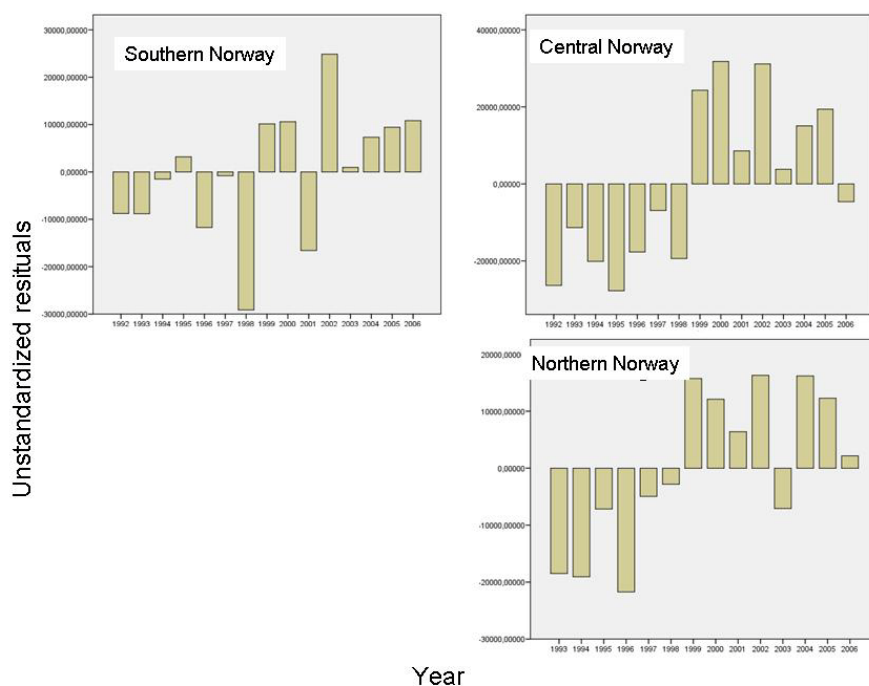 Southern Norway
30000,00000
20000,00000
10000,00000
0,00000
-10000,00000
-20000,00000
-30000,00000
1992 1993 1994 1995 1996 1997 1998 1999 2000 2001 2002 2003 2004 2005 2006
Central Norway
40000,00000
20000,00000
0,00000
-20000,00000
1992 1993 1994 1995 1996 1997 1998 1999 2000 2001 2002 2003 2004 2005 2006
Northern Norway
20000,00000
10000,00000
0,00000
-10000,00000
-20000,00000
-30000,00000
1993 1994 1995 1996 1997 1998 1999 2000 2001 2002 2003 2004 2005 2006
Unstandardized resituals
Year